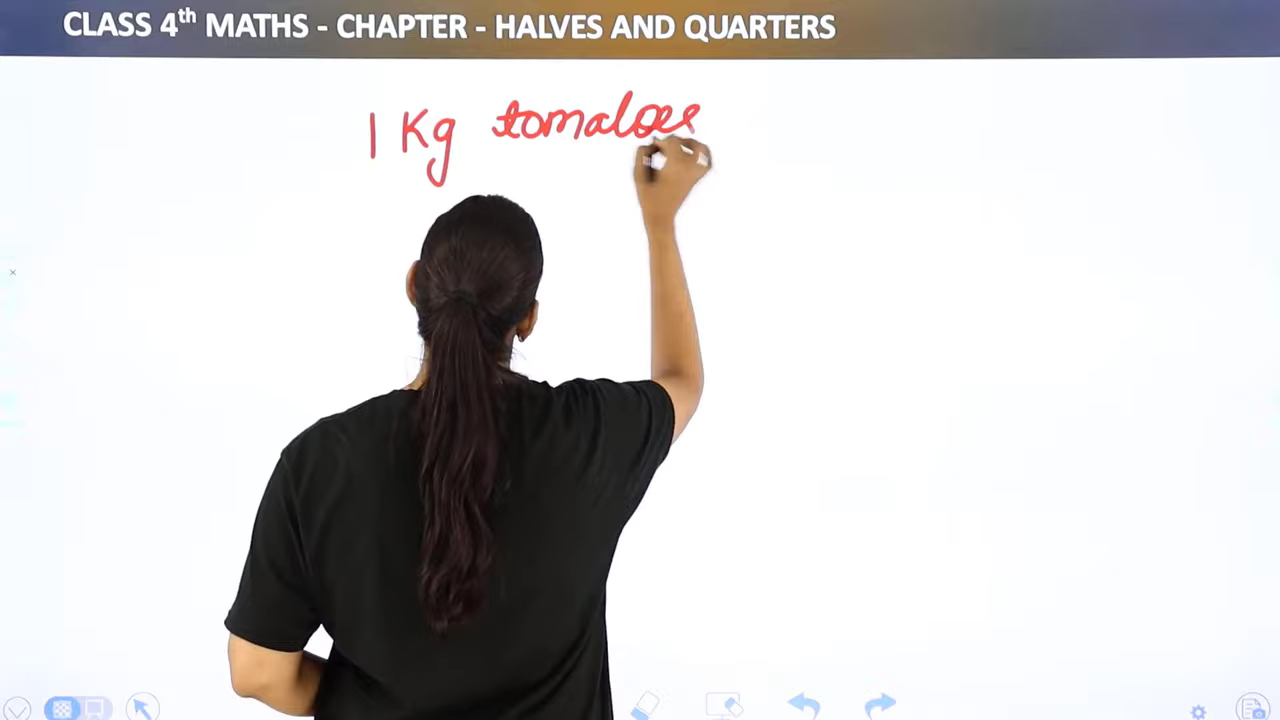 CLASS 4th MATHS - CHAPTER - HALVES AND QUARTERS
1 Kg tomatoes